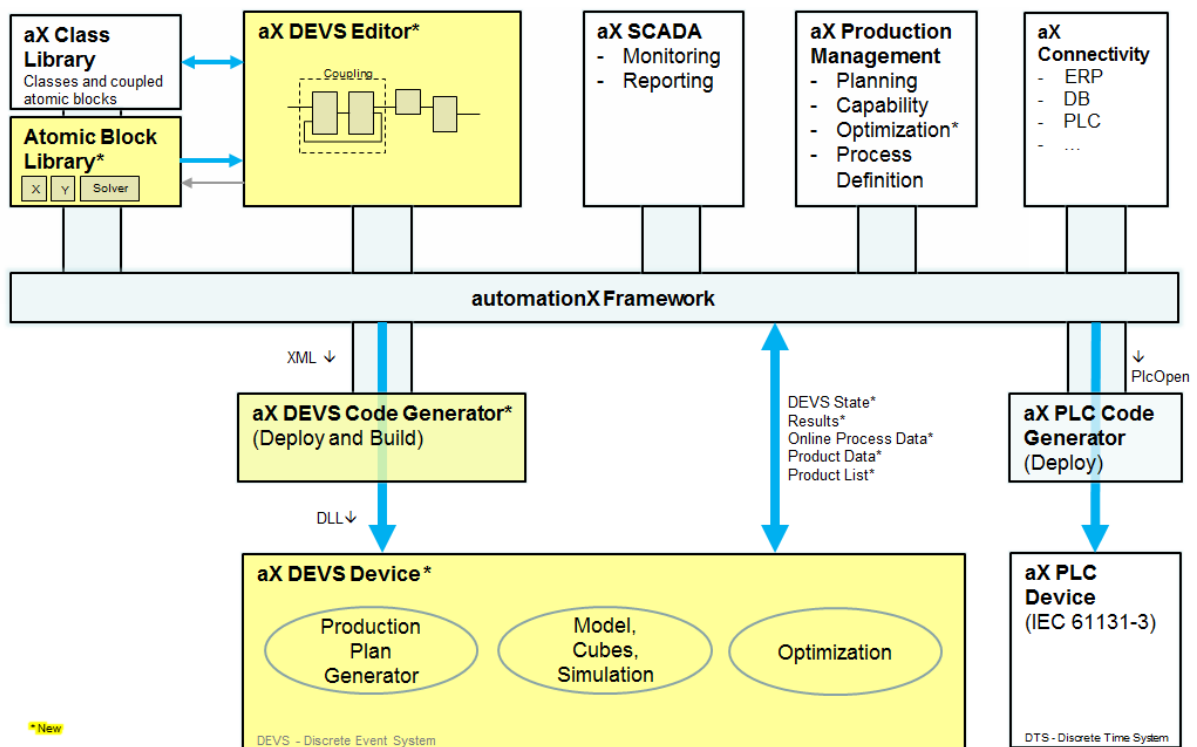 aX Class
Library
Classes and coupled
atomic blocks
Atomic Block
Library*
X
Y
Solver
aX DEVS Editor*
Coupling
aX SCADA
- Monitoring
- Reporting
aX Production
Management
- Planning
- Capability
- Optimization*
- Process
Definition
aX
Connectivity
- ERP
- DB
- PLC
- ...
automationX Framework
XML ↓
↓
PlcOpen
aX DEVS Code Generator*
(Deploy and Build)
DEVS State*
Results*
Online Process Data*
Product Data*
Product List*
aX PLC Code
Generator
(Deploy)
DLL↓
aX DEVS Device*
Production
Plan
Generator
Model,
Cubes,
Simulation
Optimization
aX PLC
Device
(IEC 61131-3)
* New
DEVS - Discrete Event System
DTS - Discrete Time System